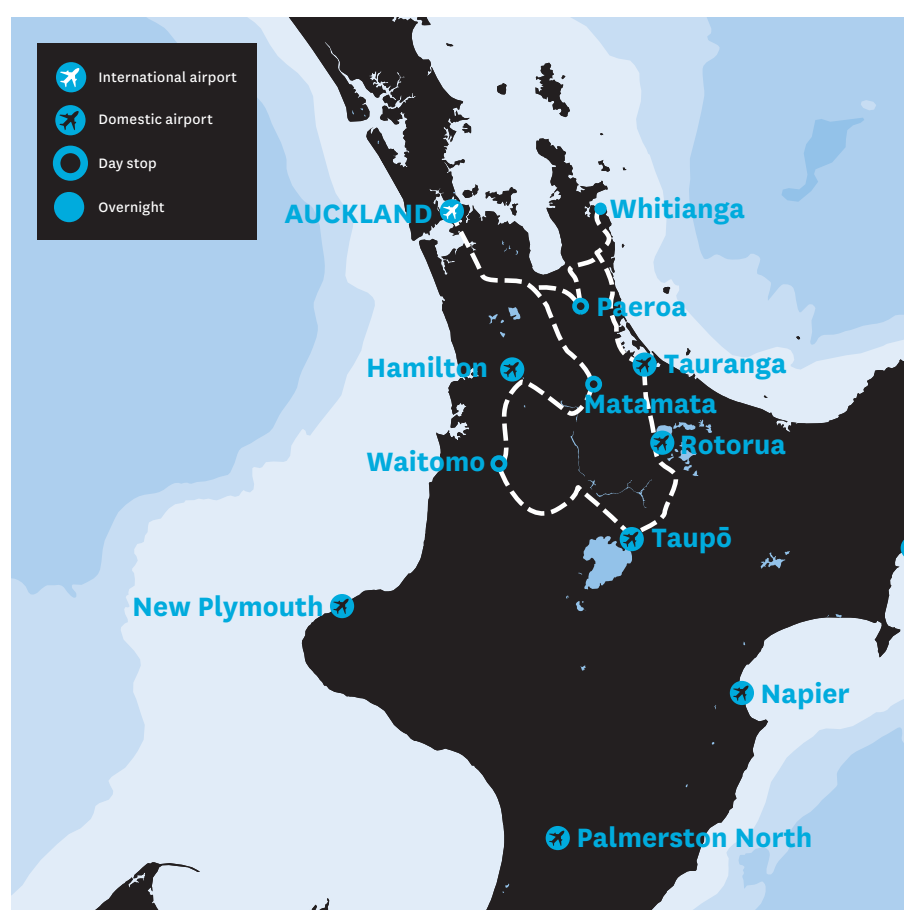 International airport
Domestic airport
Day stop
Overnight
AUCKLAND
Whitianga
Paeroa
Hamilton
Tauranga
Matamata
Rotorua
Waitomo
Taupō
New Plymouth
Napier
Palmerston North